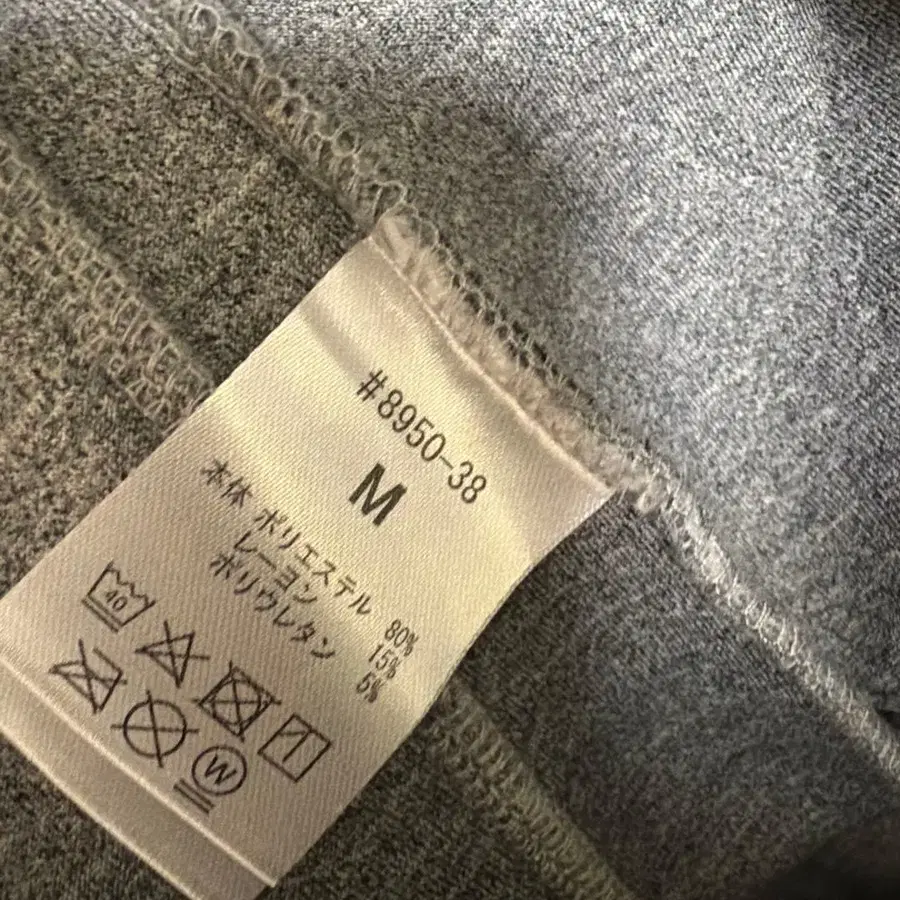 #8950-38
M
本体 ポリエステル 80%
レーヨン 15%
ポリウレタン 5%
40
W